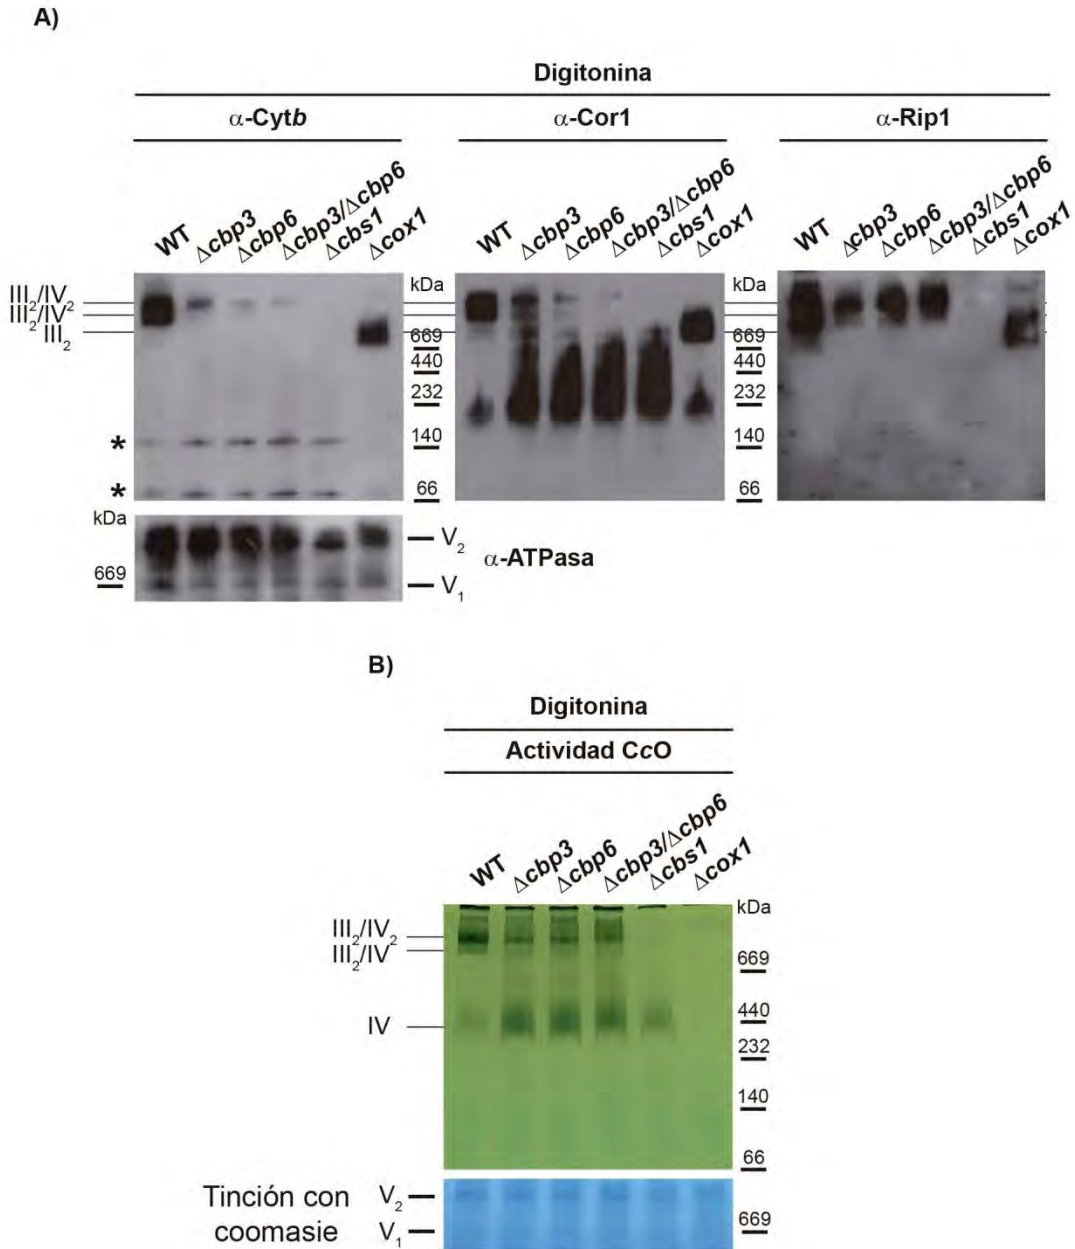 A)
Digitonina
α-Cytb
α-Cor1
α-Rip1
WT
Δcbp3
Δcbp6
Δcbp3/Δcbp6
Δcbs1
Δcox1
WT
Δcbp3
Δcbp6
Δcbp3/Δcbp6
Δcbs1
Δcox1
WT
Δcbp3
Δcbp6
Δcbp3/Δcbp6
Δcbs1
Δcox1
III₂/IV₂
III₂/IV
III₂
*
*
kDa
669
440
232
140
66
kDa
669
440
232
140
66
kDa
669
V₂
V₁
α-ATPasa
B)
Digitonina
Actividad CcO
WT
Δcbp3
Δcbp6
Δcbp3/Δcbp6
Δcbs1
Δcox1
III₂/IV₂
III₂/IV
IV
kDa
669
440
232
140
66
Tinción con
coomasie
V₂
V₁
669